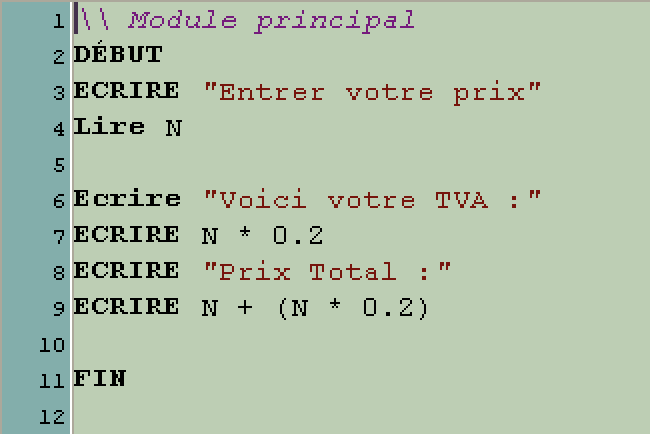 1 \\ Module principal
2 DÉBUT
3 ECRIRE "Entrer votre prix"
4 Lire N
5
6 Ecrire "Voici votre TVA :"
7 ECRIRE N * 0.2
8 ECRIRE "Prix Total :"
9 ECRIRE N + (N * 0.2)
10
11 FIN
12